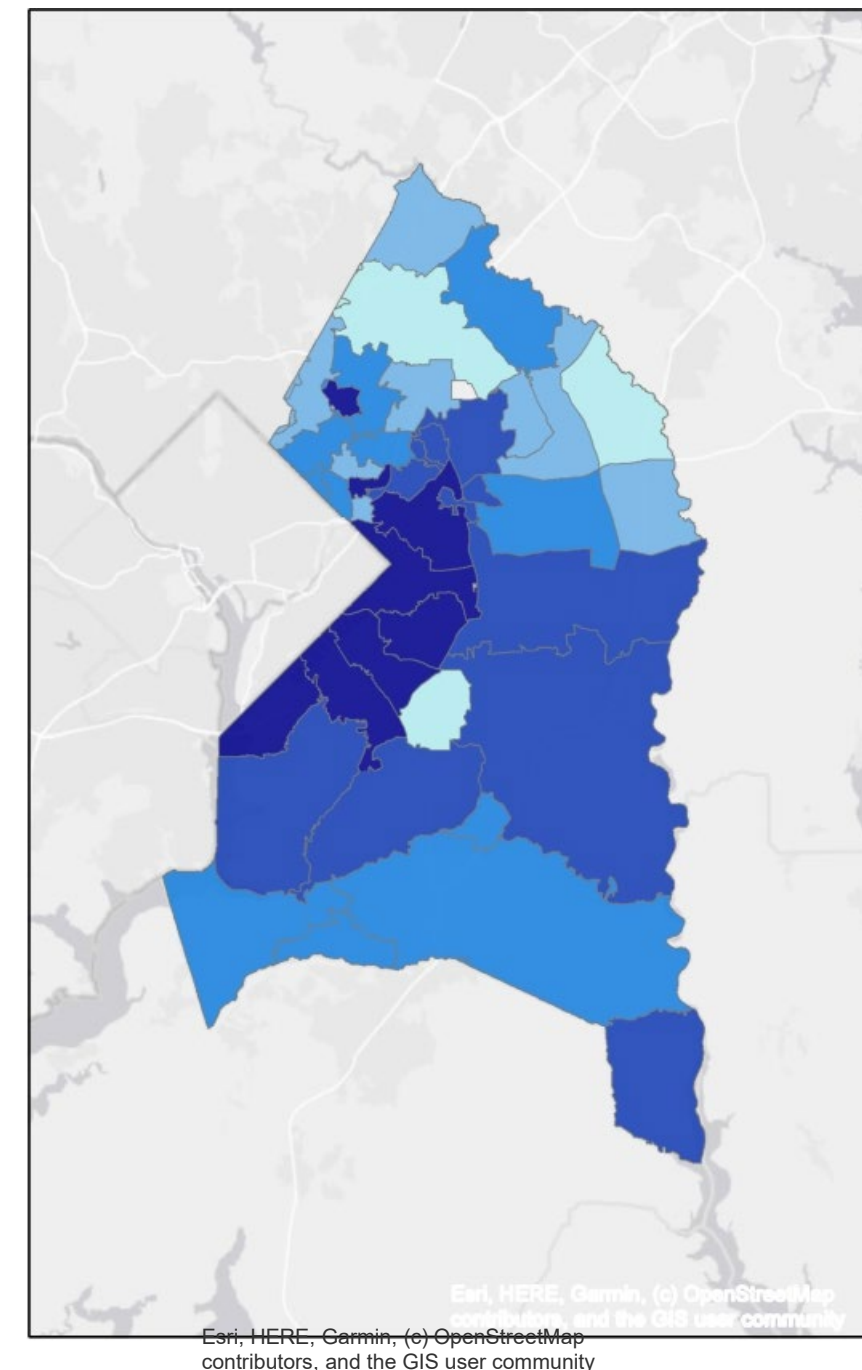 Esri, HERE, Garmin, (c) OpenStreetMap
contributors, and the GIS user community
Esri, HERE, Garmin, (c) OpenStreetMap
contributors, and the GIS user community